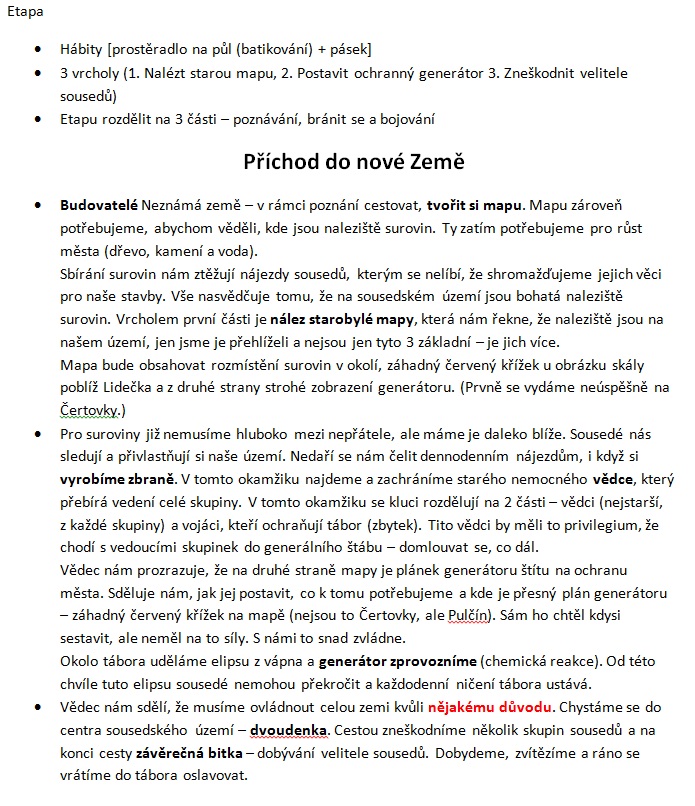 Etapa
• Hábity [prostěradlo na půl (batikování) + pásek]
• 3 vrcholy (1. Nalézt starou mapu, 2. Postavit ochranný generátor 3. Zneškodnit velitele
sousedů)
• Etapu rozdělit na 3 části – poznávání, bránit se a bojování
Příchod do nové Země
• Budovatelé Neznámá země – v rámci poznání cestovat, tvořit si mapu. Mapu zároveň
potřebujeme, abychom věděli, kde jsou naleziště surovin. Ty zatím potřebujeme pro růst
města (dřevo, kamení a voda).
Sbírání surovin nám ztěžují nájezdy sousedů, kterým se nelíbí, že shromažďujeme jejich věci
pro naše stavby. Vše nasvědčuje tomu, že na sousedském území jsou bohatá naleziště
surovin. Vrcholem první části je nález starobylé mapy, která nám řekne, že naleziště jsou na
našem území, jen jsme je přehlíželi a nejsou jen tyto 3 základní – je jich více.
Mapa bude obsahovat rozmístění surovin v okolí, záhadný červený křížek u obrázku skály
poblíž Lidečka a z druhé strany strohé zobrazení generátoru. (Prvně se vydáme neúspěšně na
Čertovky.)
• Pro suroviny již nemusíme hluboko mezi nepřátele, ale máme je daleko blíže. Sousedé nás
sledují a přivlastňují si naše území. Nedaří se nám čelit dennodenním nájezdům, i když si
vyrobíme zbraně. V tomto okamžiku najdeme a zachráníme starého nemocného vědce, který
přebírá vedení celé skupiny. V tomto okamžiku se kluci rozdělují na 2 části – vědci (nejstarší,
z každé skupiny) a vojáci, kteří ochraňují tábor (zbytek). Tito vědci by měli to privilegium, že
chodí s vedoucími skupinek do generálního štábu – domlouvat se, co dál.
Vědec nám prozrazuje, že na druhé straně mapy je plánek generátoru štítu na ochranu
města. Sděluje nám, jak jej postavit, co k tomu potřebujeme a kde je přesný plán generátoru
– záhadný červený křížek na mapě (nejsou to Čertovky, ale Pulčín). Sám ho chtěl kdysi
sestavit, ale neměl na to síly. S námi to snad zvládne.
Okolo tábora uděláme elipsu z vápna a generátor zprovozníme (chemická reakce). Od této
chvíle tuto elipsu sousedé nemohou překročit a každodenní ničení tábora ustává.
• Vědec nám sdělí, že musíme ovládnout celou zemi kvůli nějakému důvodu. Chystáme se do
centra sousedského území – dvoudenka. Cestou zneškodníme několik skupin sousedů a na
konci cesty závěrečná bitka – dobývání velitele sousedů. Dobydeme, zvítězíme a ráno se
vrátíme do tábora oslavovat.